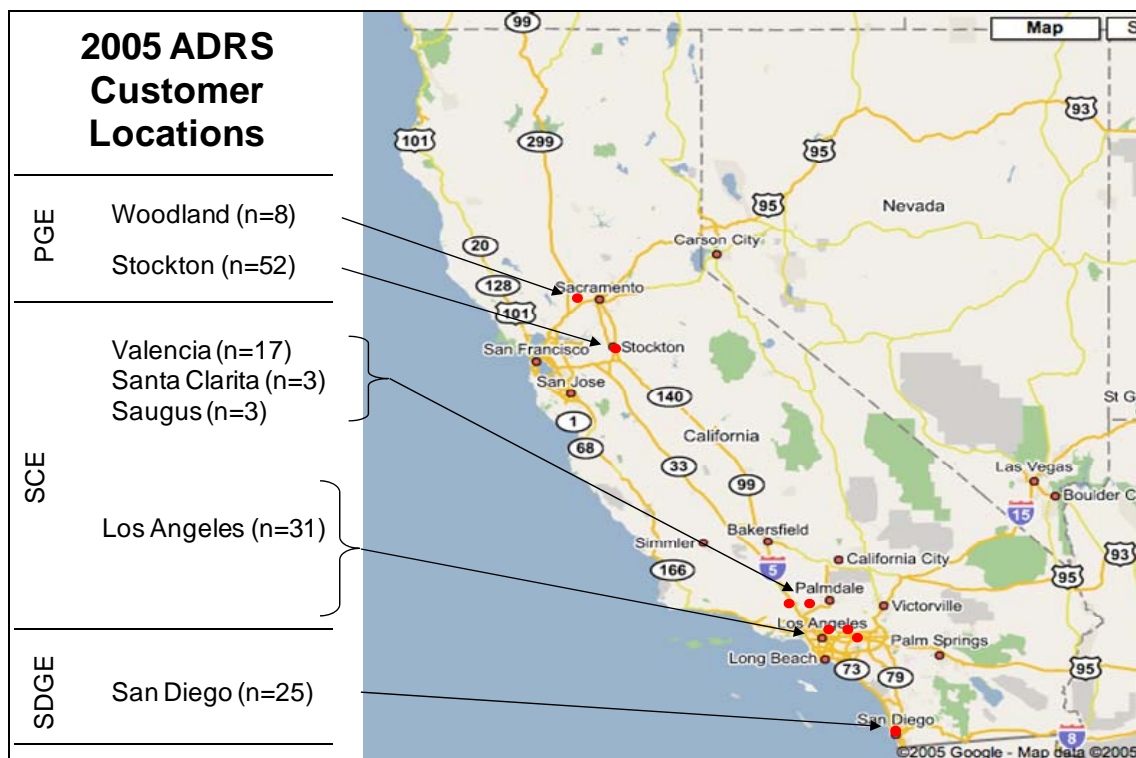 2005 ADRS
Customer
Locations
PGE
Woodland (n=8)
Stockton (n=52)
SCE
Valencia (n=17)
Santa Clarita (n=3)
Saugus (n=3)
Los Angeles (n=31)
SDGE
San Diego (n=25)
Map
S
99
93
101
299
95
95
Nevada
Carson City
20
128
Sacramento
101
San Francisco
Stockton
San Jose
140
St G
1
California
68
33
Las Vegas
99
Boulder C
15
Bakersfield
Simmler
5
California City
93
166
95
Palmdale
Victorville
Los Angeles
Palm Springs
Long Beach
73
79
95
San Diego
8
©2005 Google - Map data ©2005